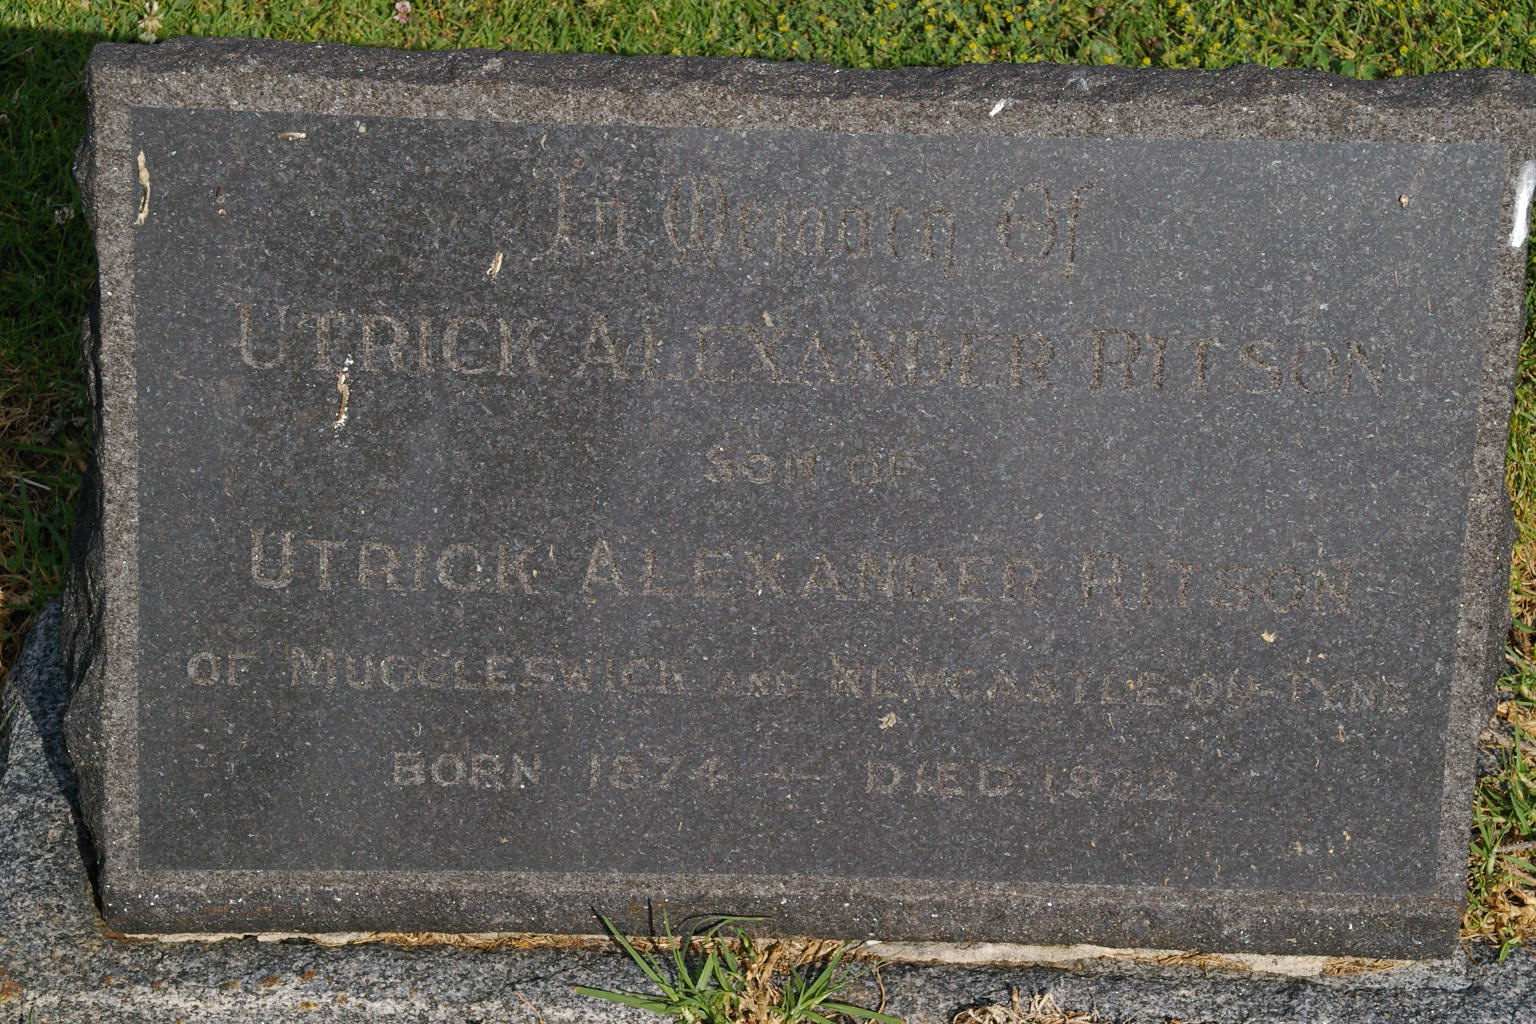 In Memory Of
UTRICK ALEXANDER RITSON
SON OF
UTRICK ALEXANDER RITSON
OF MUGGLESWICK AND NEWCASTLE-ON-TYNE
BORN 1874 — DIED 1922